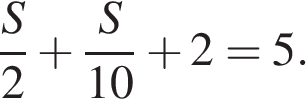 S/2 + S/10 + 2 = 5.